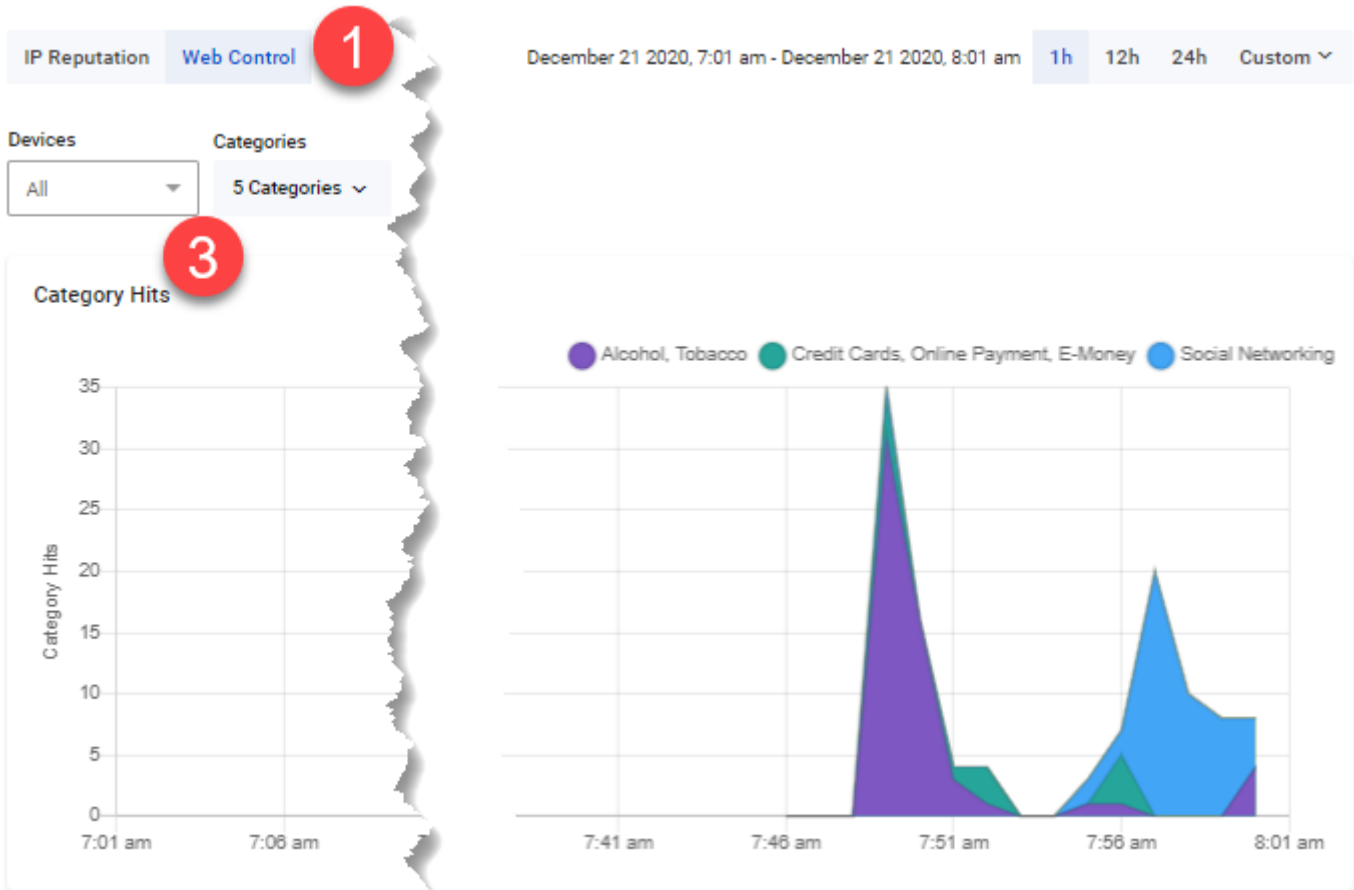 IP Reputation Web Control 1 December 21 2020, 7:01 am - December 21 2020, 8:01 am 1h 12h 24h Custom
Devices Categories
All 5 Categories
3
Category Hits
Alcohol, Tobacco Credit Cards, Online Payment, E-Money Social Networking
35
30
25
20
15
10
5
0
Category Hits
7:01 am 7:06 am 7: 7:41 am 7:46 am 7:51 am 7:56 am 8:01 am